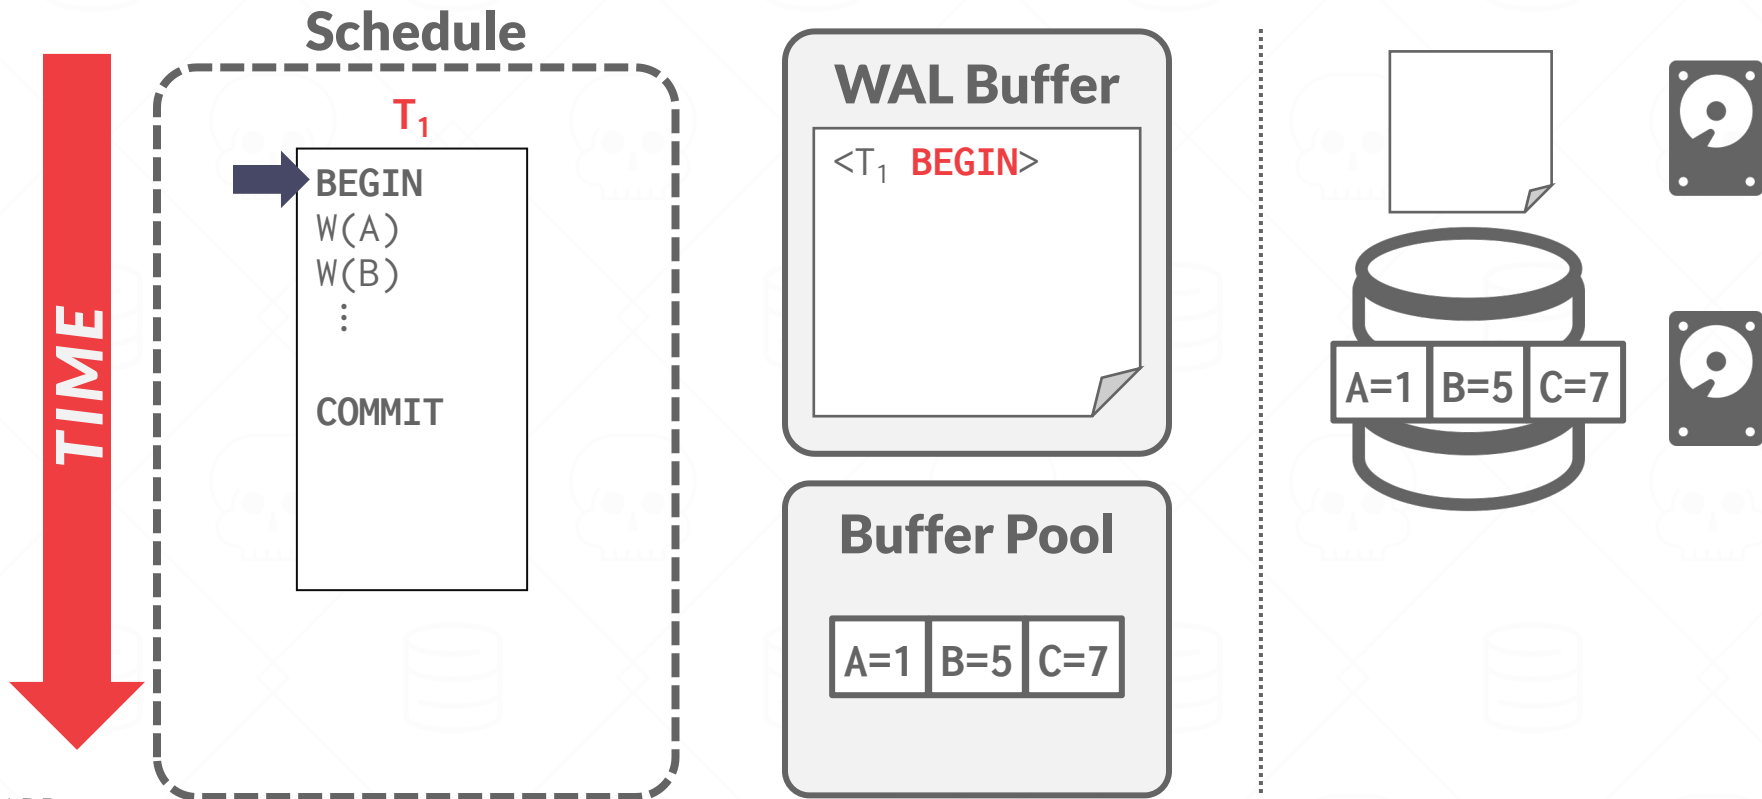 Schedule
TIME
T₁
BEGIN
W(A)
W(B)
⋮
COMMIT
WAL Buffer
<T₁ BEGIN>
Buffer Pool
A=1 B=5 C=7
A=1 B=5 C=7